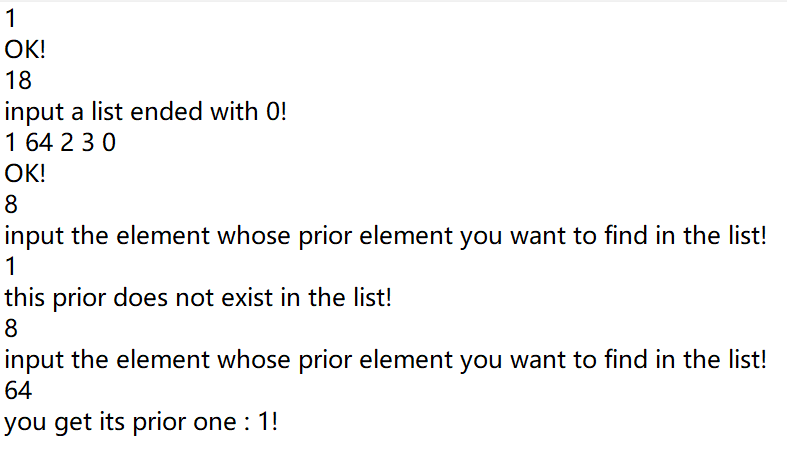 1
OK!
18
input a list ended with 0!
1 64 2 3 0
OK!
8
input the element whose prior element you want to find in the list!
1
this prior does not exist in the list!
8
input the element whose prior element you want to find in the list!
64
you get its prior one : 1!